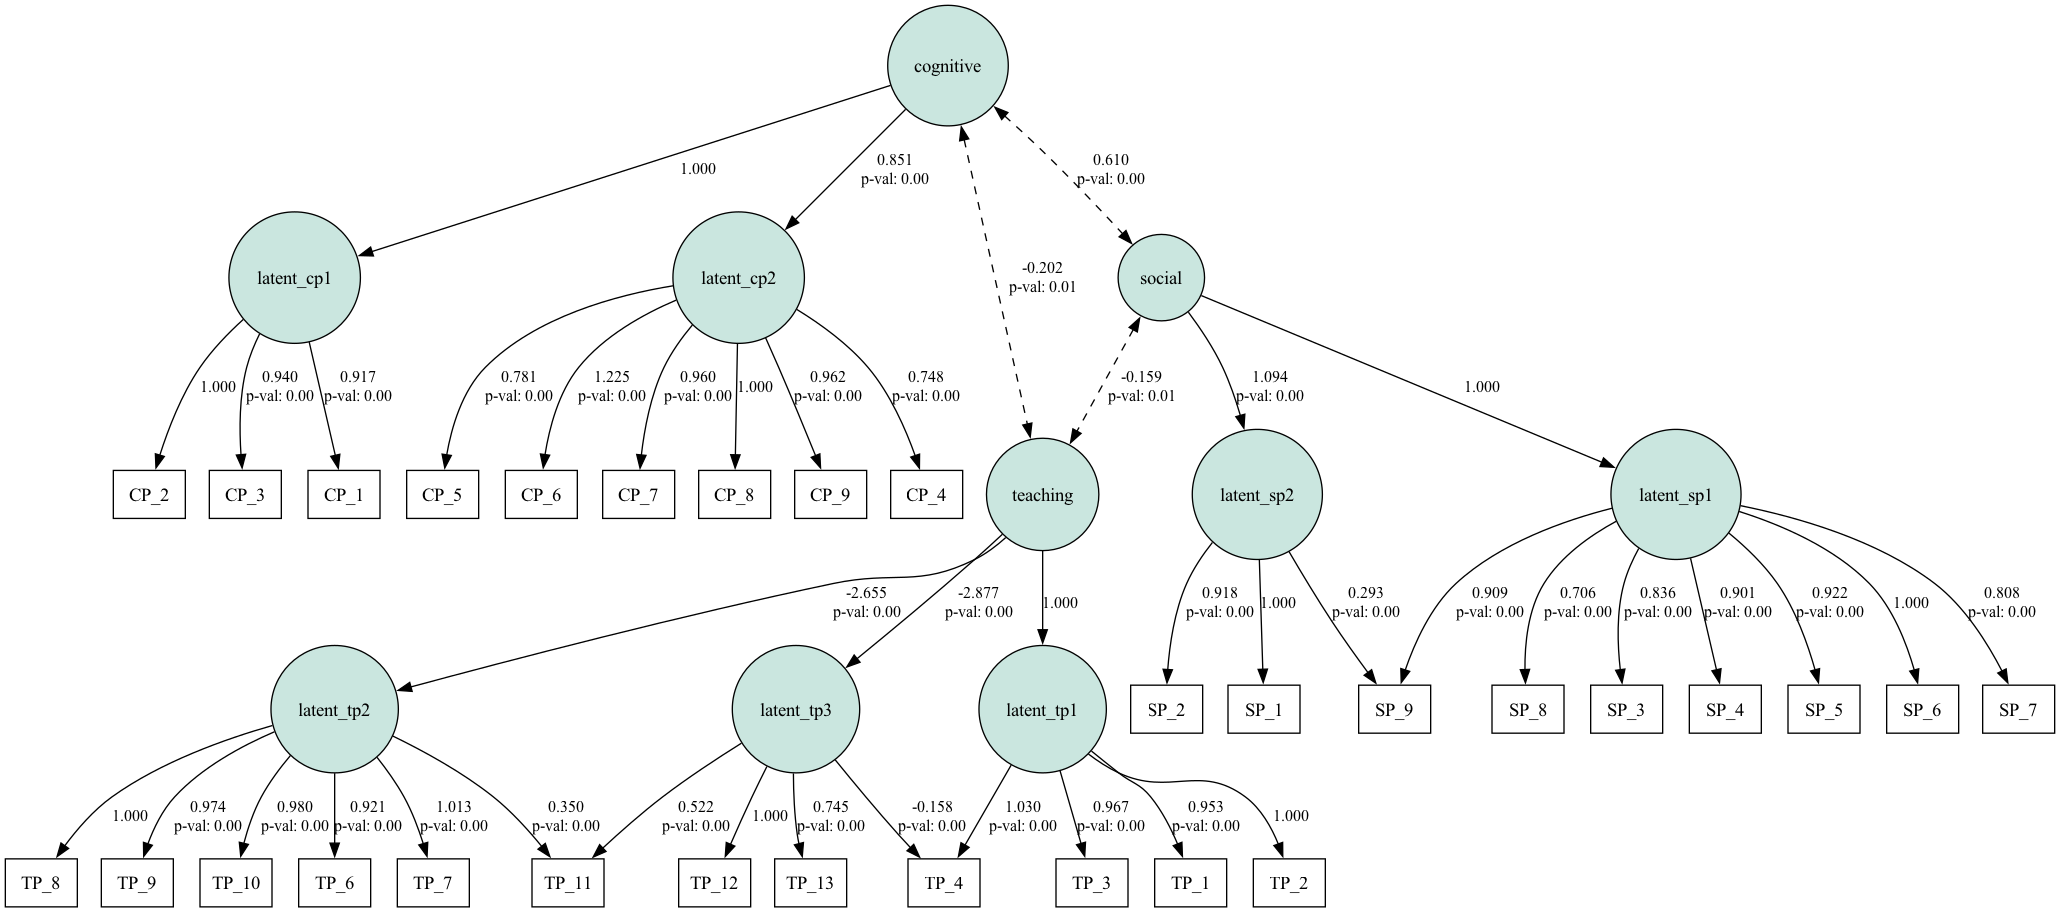 cognitive
1.000
0.851
p-val: 0.00
0.610
p-val: 0.00
latent_cp1
latent_cp2
-0.202
p-val: 0.01
social
1.000
0.940
p-val: 0.00
0.917
p-val: 0.00
0.781
p-val: 0.00
1.225
p-val: 0.00
0.960
p-val: 0.00
1.000
0.962
p-val: 0.00
0.748
p-val: 0.00
-0.159
p-val: 0.01
1.094
p-val: 0.00
1.000
CP_2
CP_3
CP_1
CP_5
CP_6
CP_7
CP_8
CP_9
CP_4
teaching
latent_sp2
latent_sp1
-2.655
p-val: 0.00
-2.877
p-val: 0.00
1.000
0.918
p-val: 0.00
1.000
0.293
p-val: 0.00
0.909
p-val: 0.00
0.706
p-val: 0.00
0.836
p-val: 0.00
0.901
p-val: 0.00
0.922
p-val: 0.00
1.000
0.808
p-val: 0.00
latent_tp2
latent_tp3
latent_tp1
SP_2
SP_1
SP_9
SP_8
SP_3
SP_4
SP_5
SP_6
SP_7
1.000
0.974
p-val: 0.00
0.980
p-val: 0.00
0.921
p-val: 0.00
1.013
p-val: 0.00
0.350
p-val: 0.00
0.522
p-val: 0.00
1.000
0.745
p-val: 0.00
-0.158
p-val: 0.00
1.030
p-val: 0.00
0.967
p-val: 0.00
0.953
p-val: 0.00
1.000
TP_8
TP_9
TP_10
TP_6
TP_7
TP_11
TP_12
TP_13
TP_4
TP_3
TP_1
TP_2